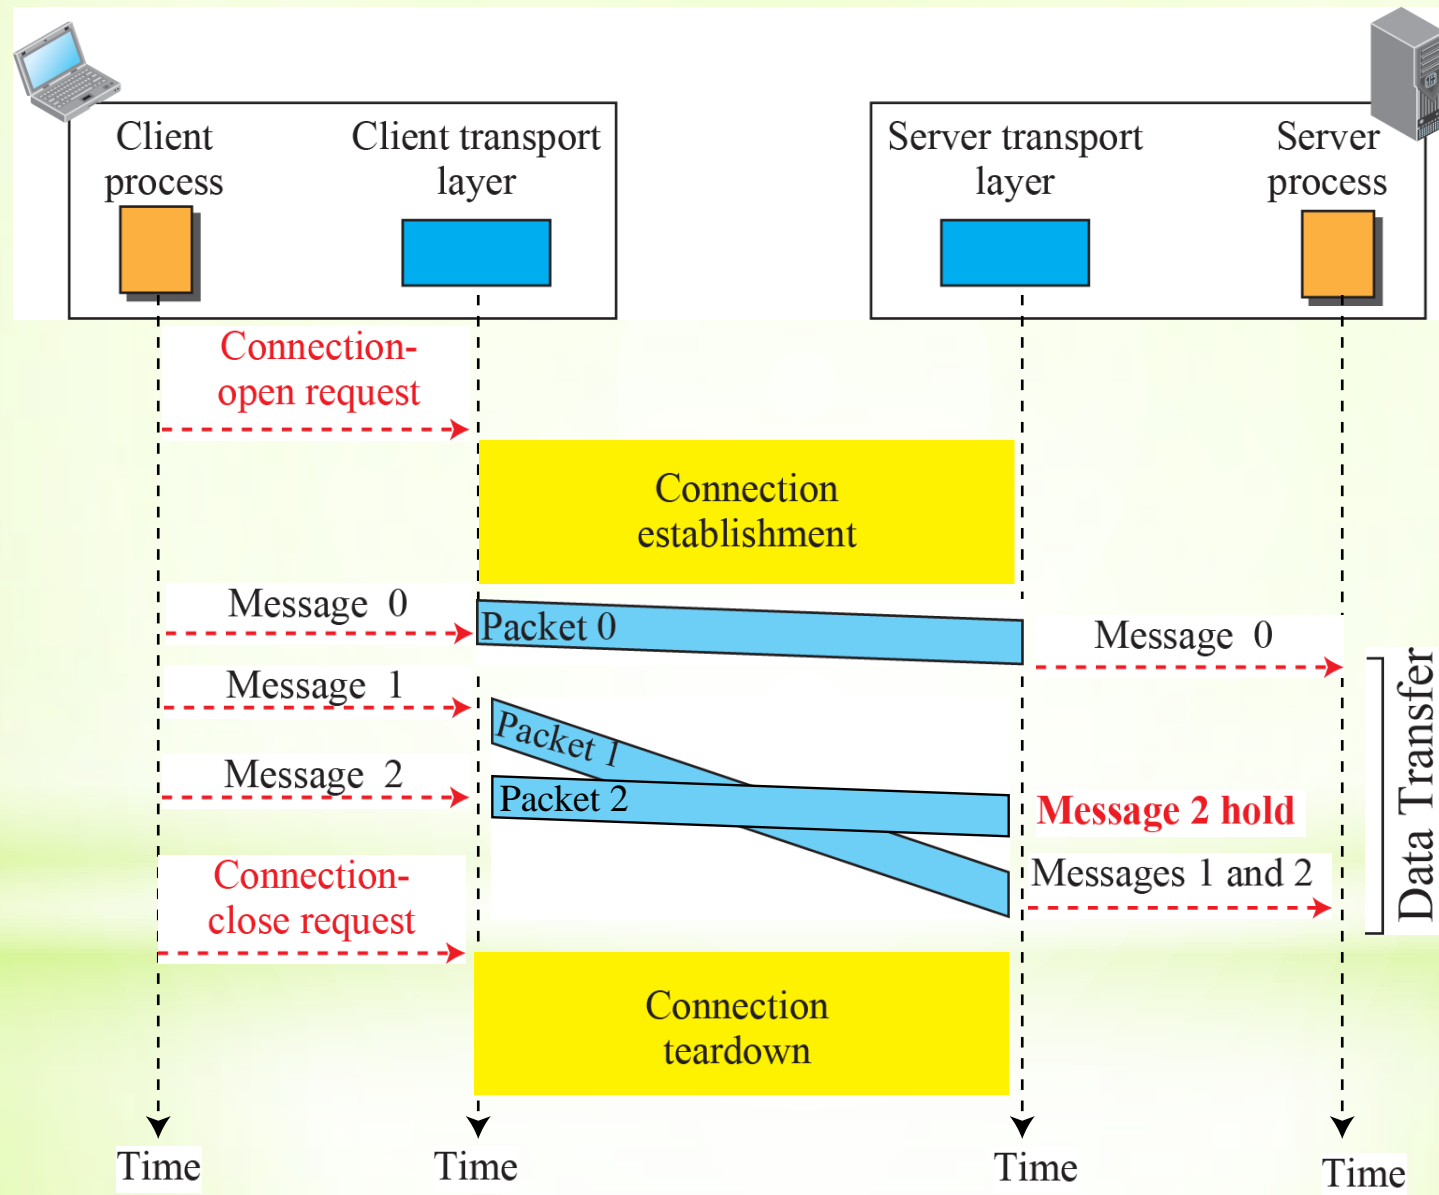 Client
process
Client transport
layer
Server transport
layer
Server
process
Connection-
open request
Connection
establishment
Message 0
Packet 0
Message 0
Message 1
Packet 1
Message 2
Packet 2
Message 2 hold
Connection-
close request
Messages 1 and 2
Data Transfer
Connection
teardown
Time
Time
Time
Time